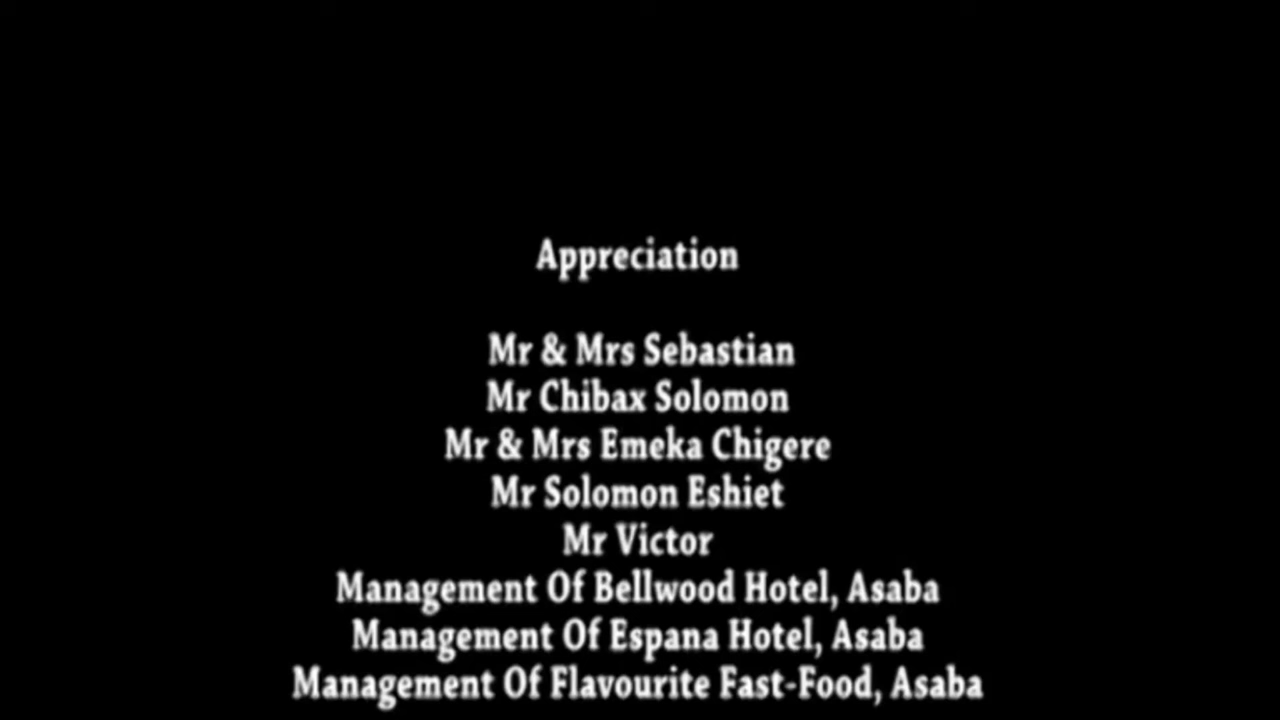 Appreciation
Mr & Mrs Sebastian
Mr Chibax Solomon
Mr & Mrs Emeka Chigere
Mr Solomon Eshiet
Mr Victor
Management Of Bellwood Hotel, Asaba
Management Of Espana Hotel, Asaba
Management Of Flavourite Fast-Food, Asaba